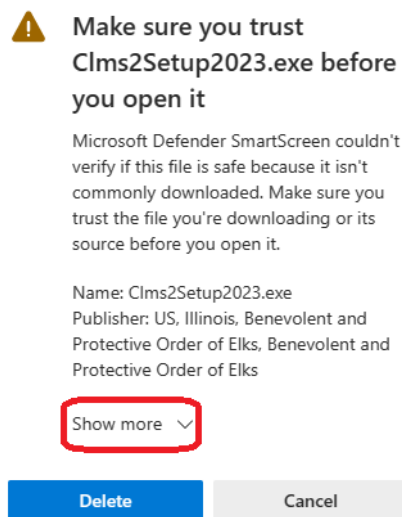 Make sure you trust
Clms2Setup2023.exe before
you open it
Microsoft Defender SmartScreen couldn't
verify if this file is safe because it isn't
commonly downloaded. Make sure you
trust the file you're downloading or its
source before you open it.
Name: Clms2Setup2023.exe
Publisher: US, Illinois, Benevolent and
Protective Order of Elks, Benevolent and
Protective Order of Elks
Show more
Delete
Cancel